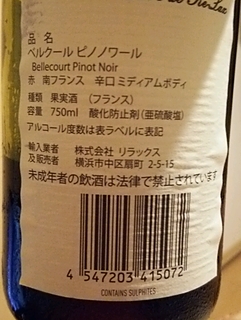 品 名
ベルクール ピノノワール
Bellecourt Pinot Noir
赤 南フランス 辛口 ミディアムボディ
種類 果実酒 (フランス)
容量 750ml 酸化防止剤(亜硫酸塩)
アルコール度数は表ラベルに表記
輸入業者 株式会社 リラックス
及販売者 横浜市中区扇町 2-5-15
未成年者の飲酒は法律で禁止されています
4 547203 415072
CONTAINS SULPHITES